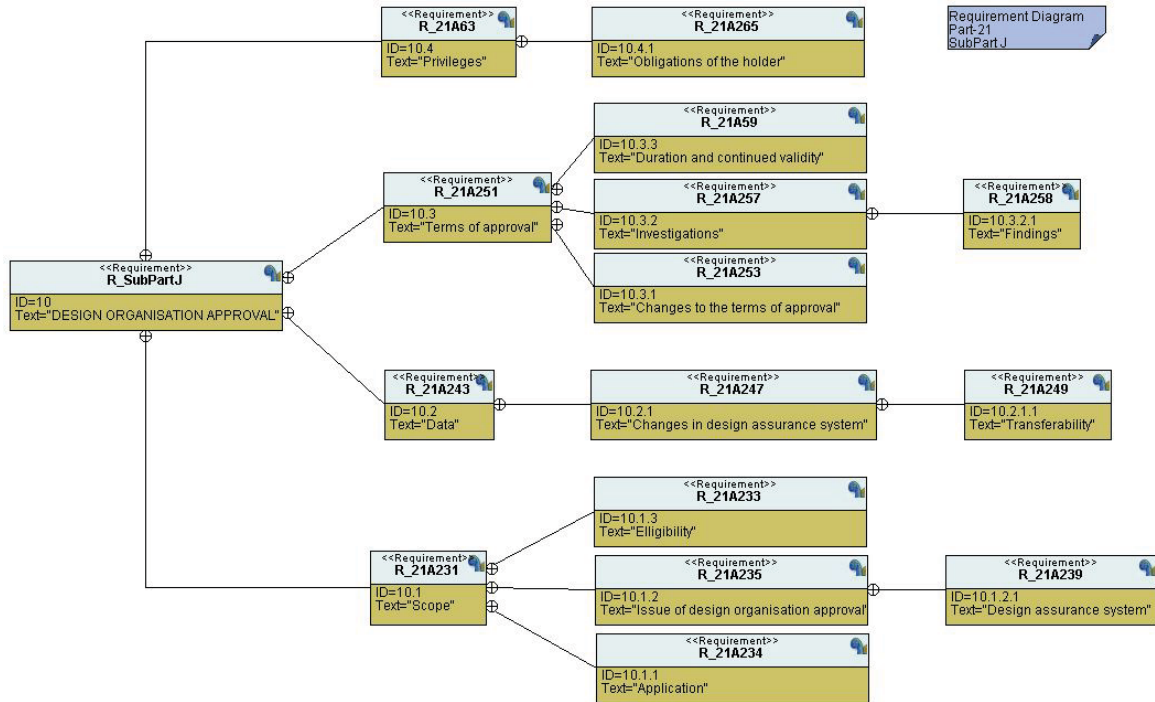 <<Requirement>>
R_21A63
ID=10.4
Text="Privileges"
<<Requirement>>
R_21A265
ID=10.4.1
Text="Obligations of the holder"
Requirement Diagram
Part-21
SubPart J
<<Requirement>>
R_21A59
ID=10.3.3
Text="Duration and continued validity"
<<Requirement>>
R_21A251
ID=10.3
Text="Terms of approval"
<<Requirement>>
R_21A257
ID=10.3.2
Text="Investigations"
<<Requirement>>
R_21A258
ID=10.3.2.1
Text="Findings"
<<Requirement>>
R_21A253
ID=10.3.1
Text="Changes to the terms of approval"
<<Requirement>>
R_SubPartJ
ID=10
Text="DESIGN ORGANISATION APPROVAL"
<<Requirement>>
R_21A243
ID=10.2
Text="Data"
<<Requirement>>
R_21A247
ID=10.2.1
Text="Changes in design assurance system"
<<Requirement>>
R_21A249
ID=10.2.1.1
Text="Transferability"
<<Requirement>>
R_21A233
ID=10.1.3
Text="Elligibility"
<<Requirement>>
R_21A231
ID=10.1
Text="Scope"
<<Requirement>>
R_21A235
ID=10.1.2
Text="Issue of design organisation approval"
<<Requirement>>
R_21A239
ID=10.1.2.1
Text="Design assurance system"
<<Requirement>>
R_21A234
ID=10.1.1
Text="Application"